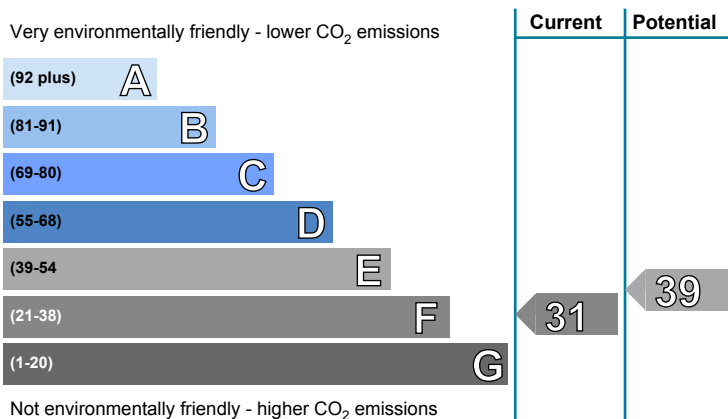 Very environmentally friendly - lower CO₂ emissions
Current
Potential
(92 plus) A
(81-91) B
(69-80) C
(55-68) D
(39-54 E
(21-38) F
(1-20) G
31
39
Not environmentally friendly - higher CO₂ emissions